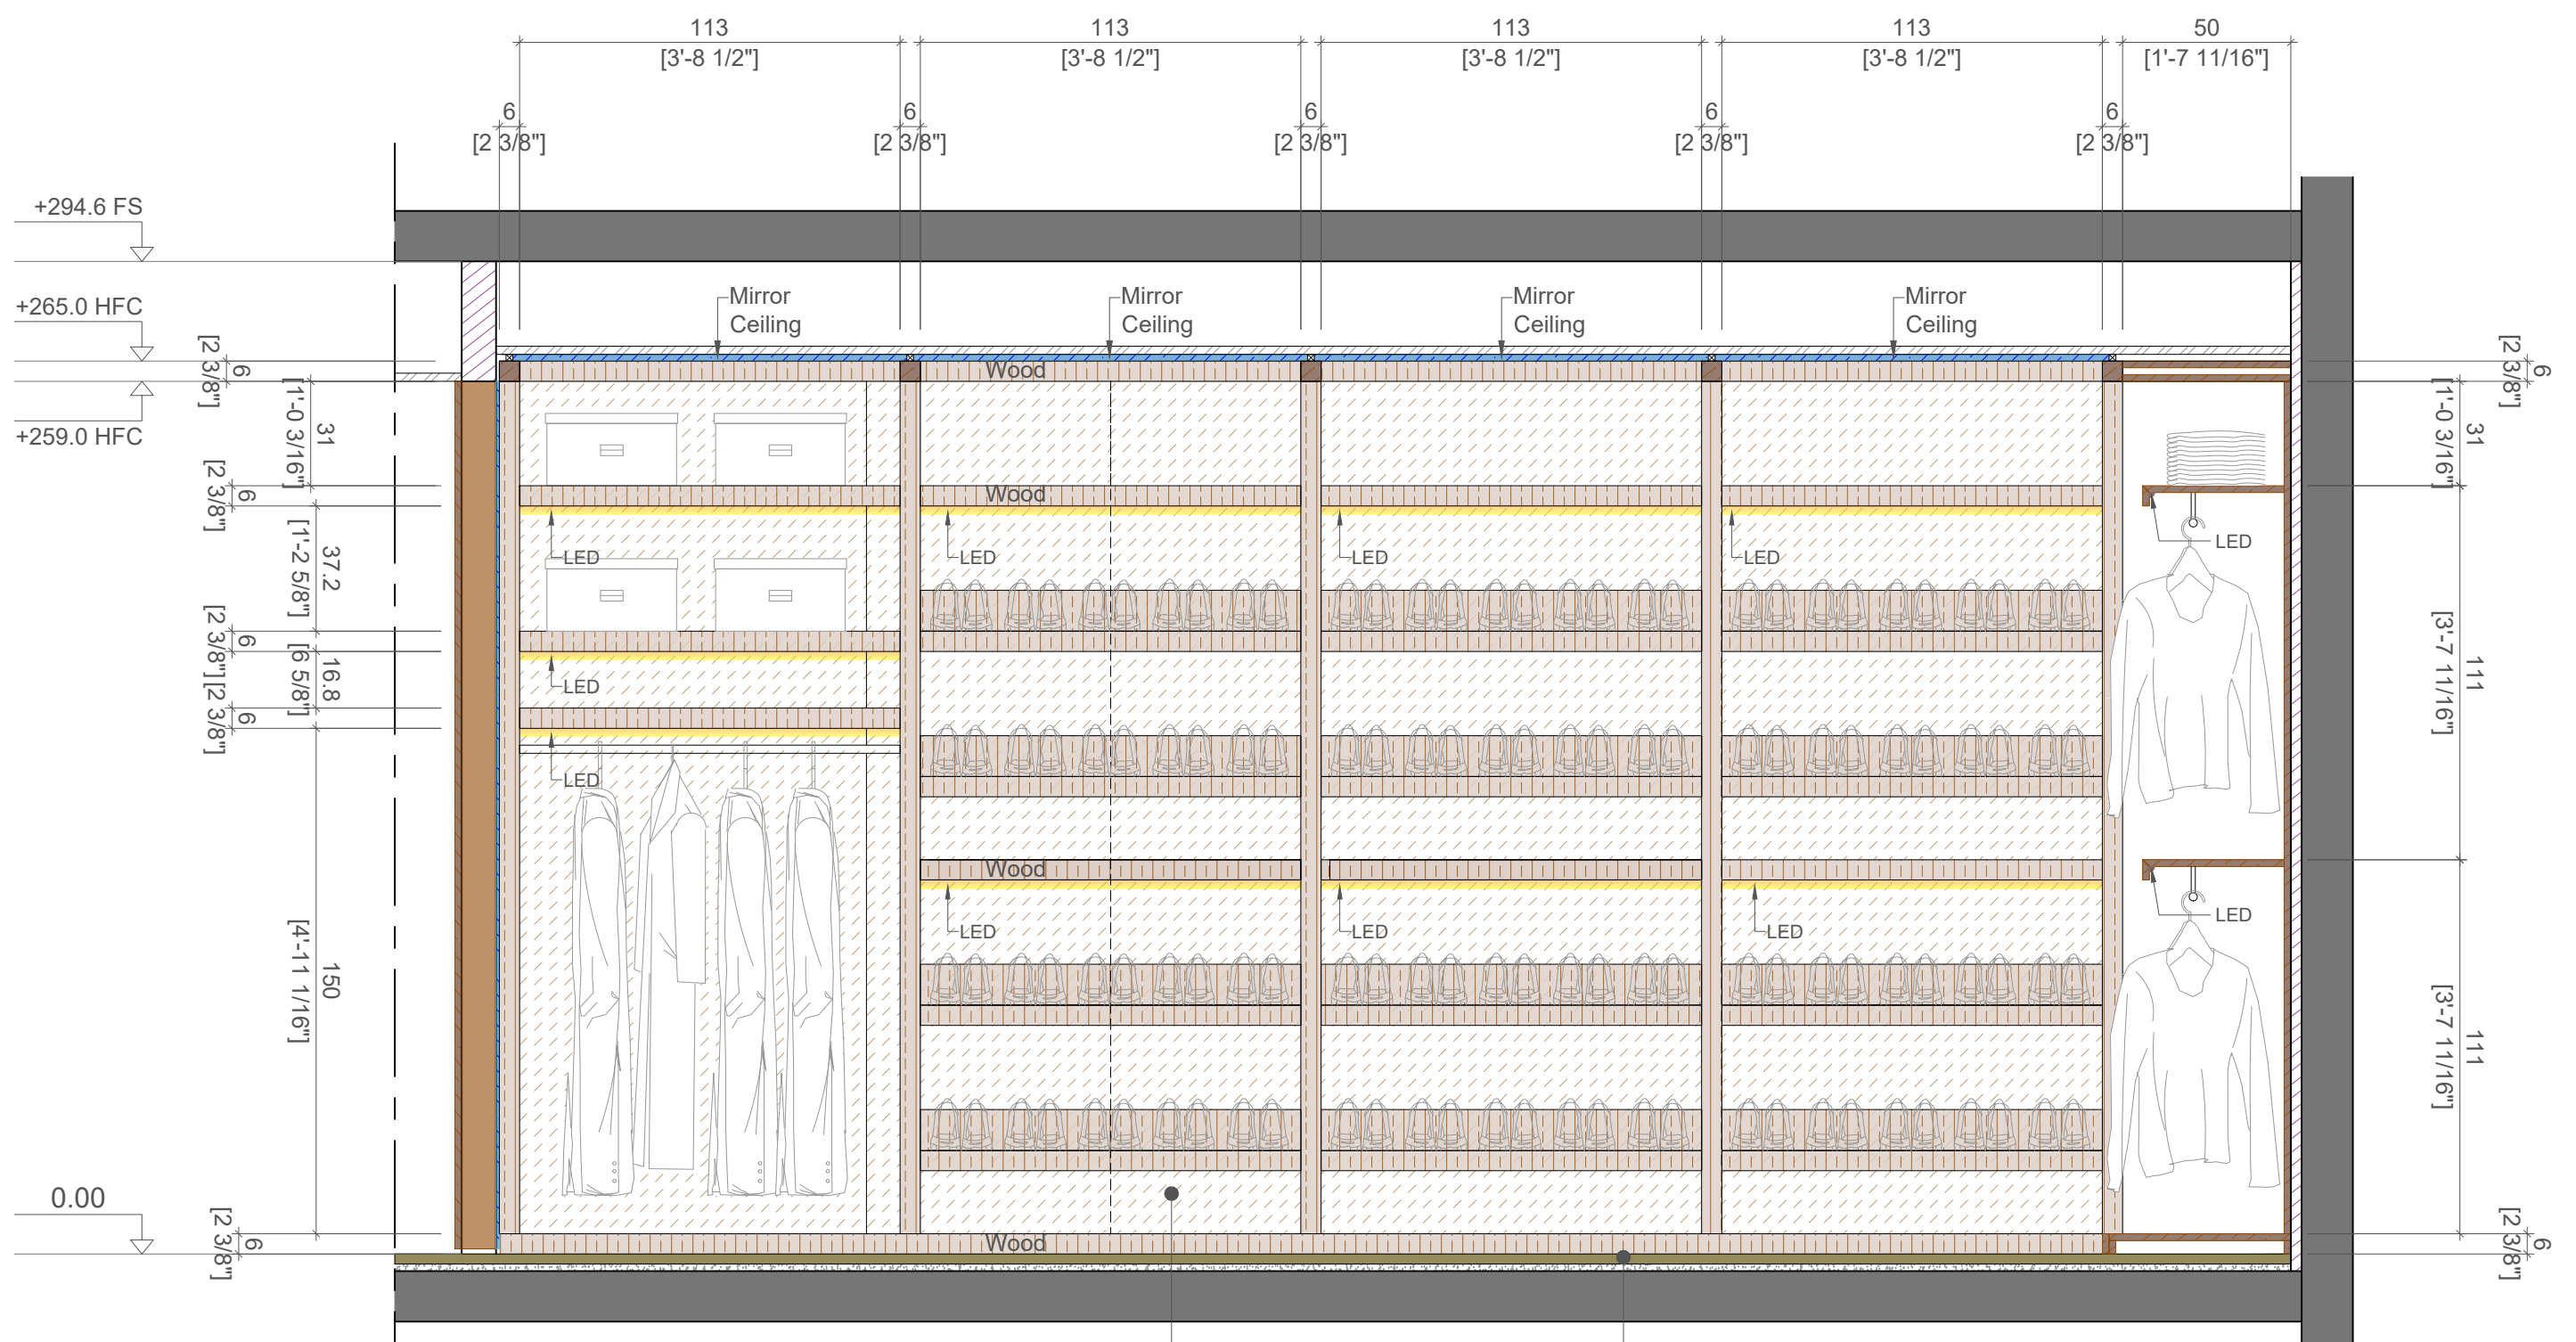 113
[3'-8 1/2"]
113
[3'-8 1/2"]
113
[3'-8 1/2"]
113
[3'-8 1/2"]
50
[1'-7 11/16"]
6
[2 3/8"]
6
[2 3/8"]
6
[2 3/8"]
6
[2 3/8"]
6
[2 3/8"]
+294.6 FS
+265.0 HFC
+259.0 HFC
0.00
Mirror
Ceiling
Mirror
Ceiling
Mirror
Ceiling
Mirror
Ceiling
6
[2 3/8"]
31
[1'-0 3/16"]
6
[2 3/8"]
37.2
[1'-2 5/8"]
6
[2 3/8"]
16.8
[6 5/8"]
6
[2 3/8"]
150
[4'-11 1/16"]
6
[2 3/8"]
Wood
Wood
LED
LED
LED
LED
LED
LED
LED
Wood
LED
LED
LED
LED
Wood
6
[2 3/8"]
31
[1'-0 3/16"]
111
[3'-7 11/16"]
111
[3'-7 11/16"]
6
[2 3/8"]